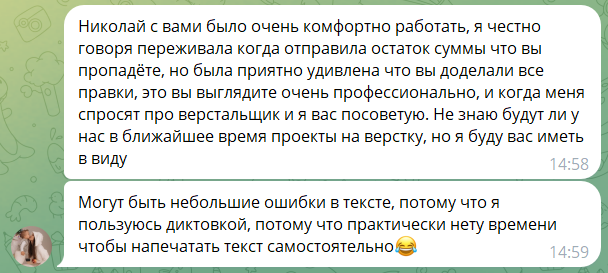 Николай с вами было очень комфортно работать, я честно
говоря переживала когда отправила остаток суммы что вы
пропадёте, но была приятно удивлена что вы доделали все
правки, это вы выглядите очень профессионально, и когда меня
спросят про верстальщик и я вас посоветую. Не знаю будут ли у
нас в ближайшее время проекты на верстку, но я буду вас иметь
в виду
14:58
Могут быть небольшие ошибки в тексте, потому что я
пользуюсь диктовкой, потому что практически нету времени
чтобы напечатать текст самостоятельно😂
14:59